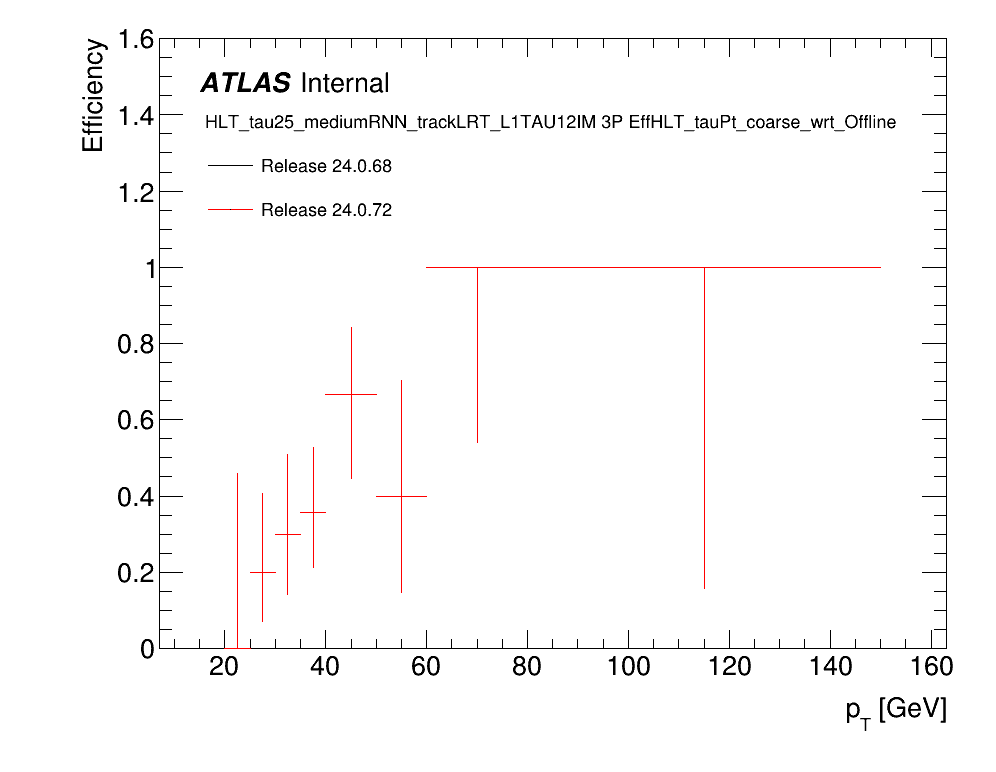 Efficiency
1.6
1.4
1.2
1
0.8
0.6
0.4
0.2
0
ATLAS Internal
HLT_tau25_mediumRNN_trackLRT_L1TAU12IM 3P EffHLT_tauPt_coarse_wrt_Offline
Release 24.0.68
Release 24.0.72
20 40 60 80 100 120 140 160
p_T [GeV]